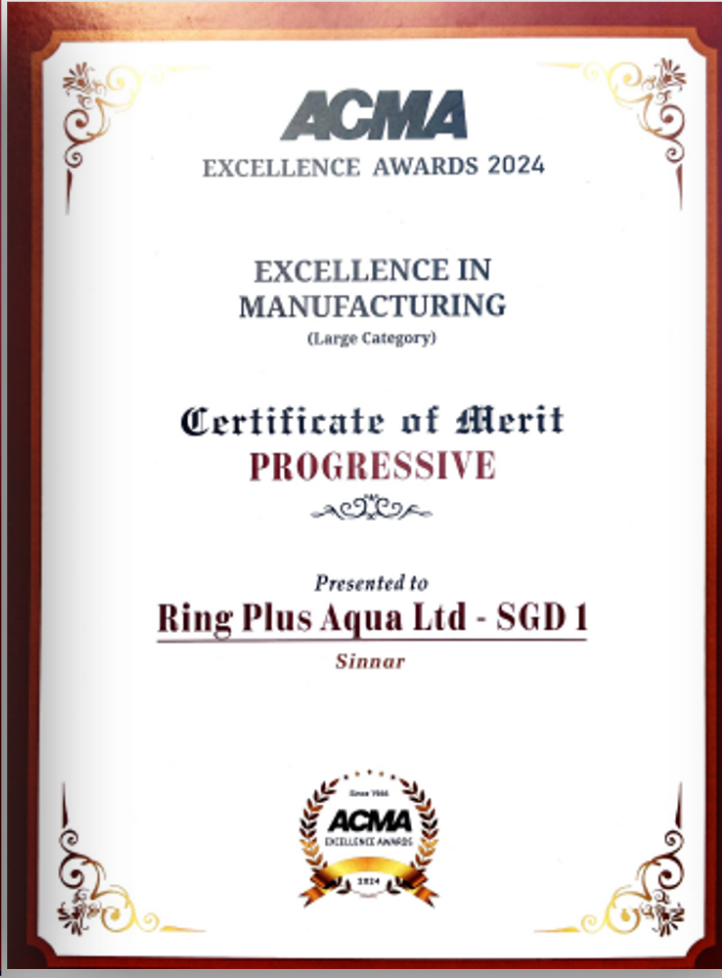 ACMA
EXCELLENCE AWARDS 2024
EXCELLENCE IN
MANUFACTURING
(Large Category)
Certificate of Merit
PROGRESSIVE
Presented to
Ring Plus Aqua Ltd - SGD 1
Sinnar
Since 1966
ACMA
EXCELLENCE AWARDS
2024